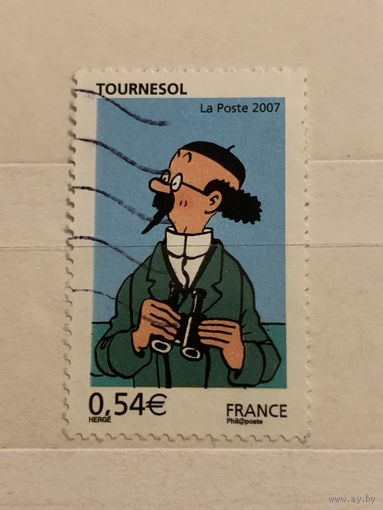 TOURNESOL
La Poste 2007
0,54€
HERGÉ
FRANCE
Phil@poste
www.ay.by